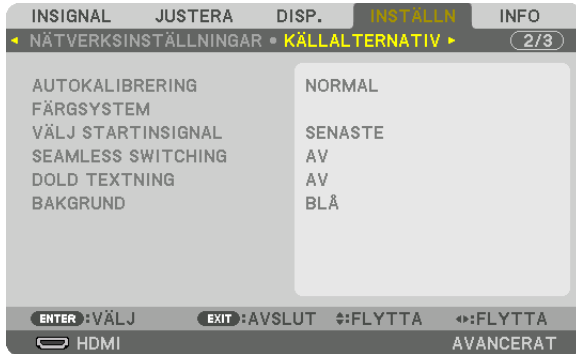 INSIGNAL JUSTERA DISP. INSTÄLLN INFO
NÄTVERKSINSTÄLLNINGAR • KÄLLALTERNATIV 2/3
AUTOKALIBRERING NORMAL
FÄRGSYSTEM
VÄLJ STARTINSIGNAL SENASTE
SEAMLESS SWITCHING AV
DOLD TEXTNING AV
BAKGRUND BLÅ
ENTER :VÄLJ EXIT :AVSLUT :FLYTTA :FLYTTA
HDMI AVANCERAT